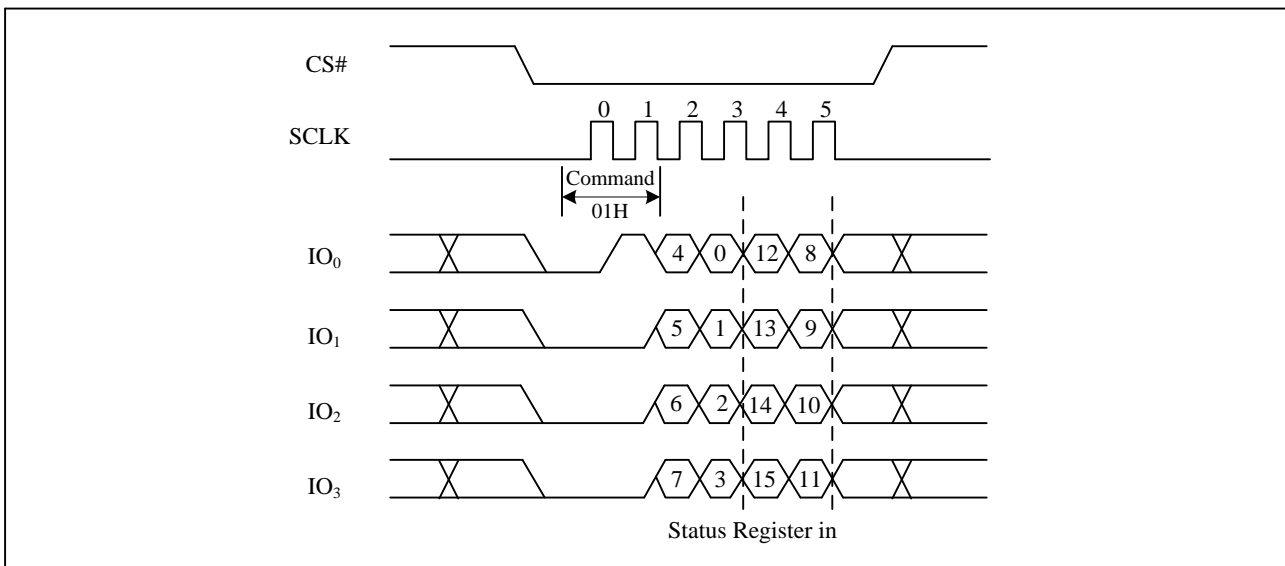 CS#
0 1 2 3 4 5
SCLK
Command
01H
IO0 4 0 12 8
IO1 5 1 13 9
IO2 6 2 14 10
IO3 7 3 15 11
Status Register in